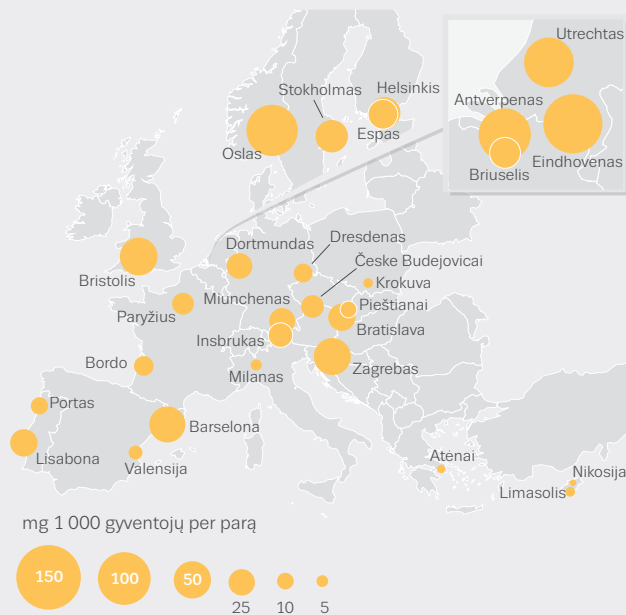 Utrechtas
Stokholmas
Helsinkis
Antverpenas
Oslas
Espas
Eindhovenas
Briuselis
Dortmundas
Dresdenas
Česke Budejovicai
Bristolis
Krokuva
Miunchenas
Pieštianai
Paryžius
Bratislava
Insbrukas
Bordo
Milanas
Zagrebas
Portas
Barselona
Lisabona
Valensija
Atėnai
Nikosija
Limasolis
mg 1 000 gyventojų per parą
150
100
50
25
10
5